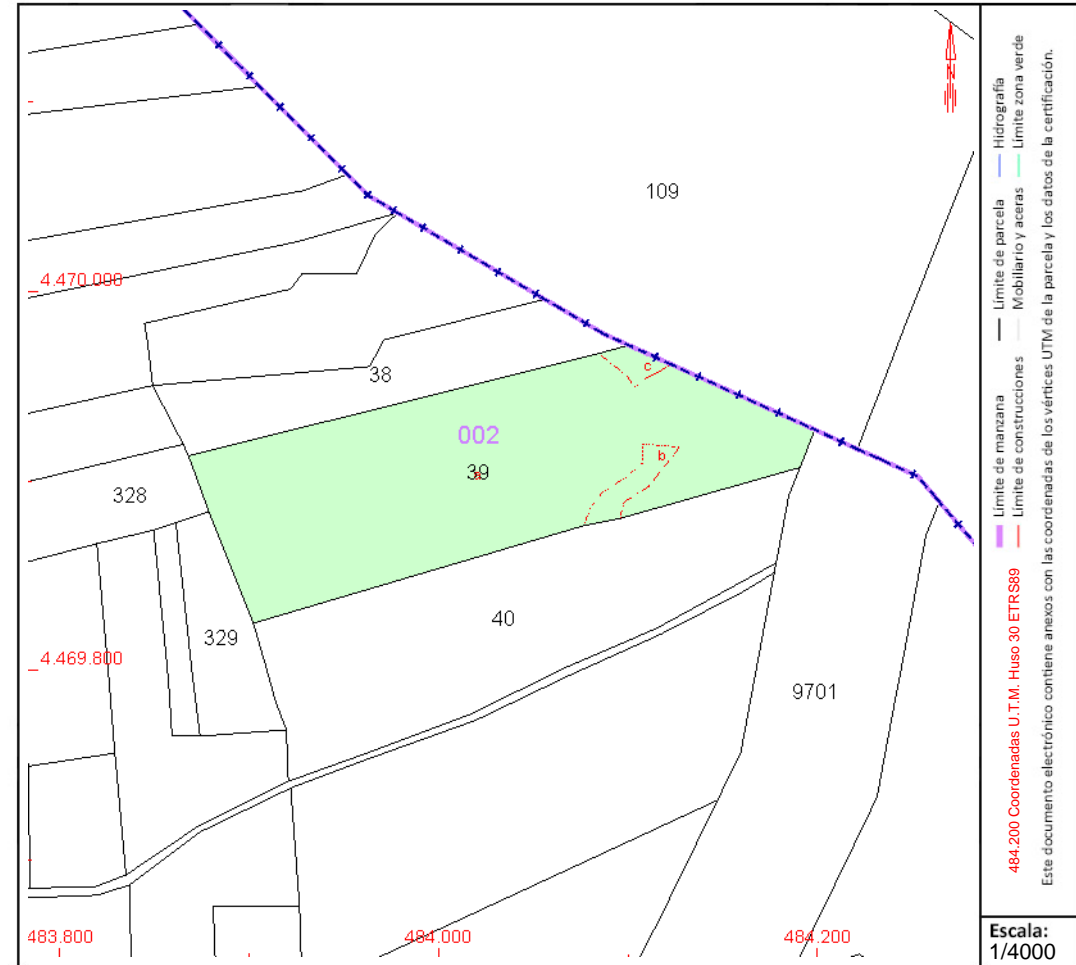 N
109
4.470.000
38
c
002
39
a
b
328
40
329
4.469.800
9701
483.800
484.000
484.200
Límite de manzana
Límite de parcela
Hidrografía
Límite de construcciones
Mobiliario y aceras
Límite zona verde
484.200 Coordenadas U.T.M. Huso 30 ETRS89
Este documento electrónico contiene anexos con las coordenadas de los vértices UTM de la parcela y los datos de la certificación.
Escala:
1/4000